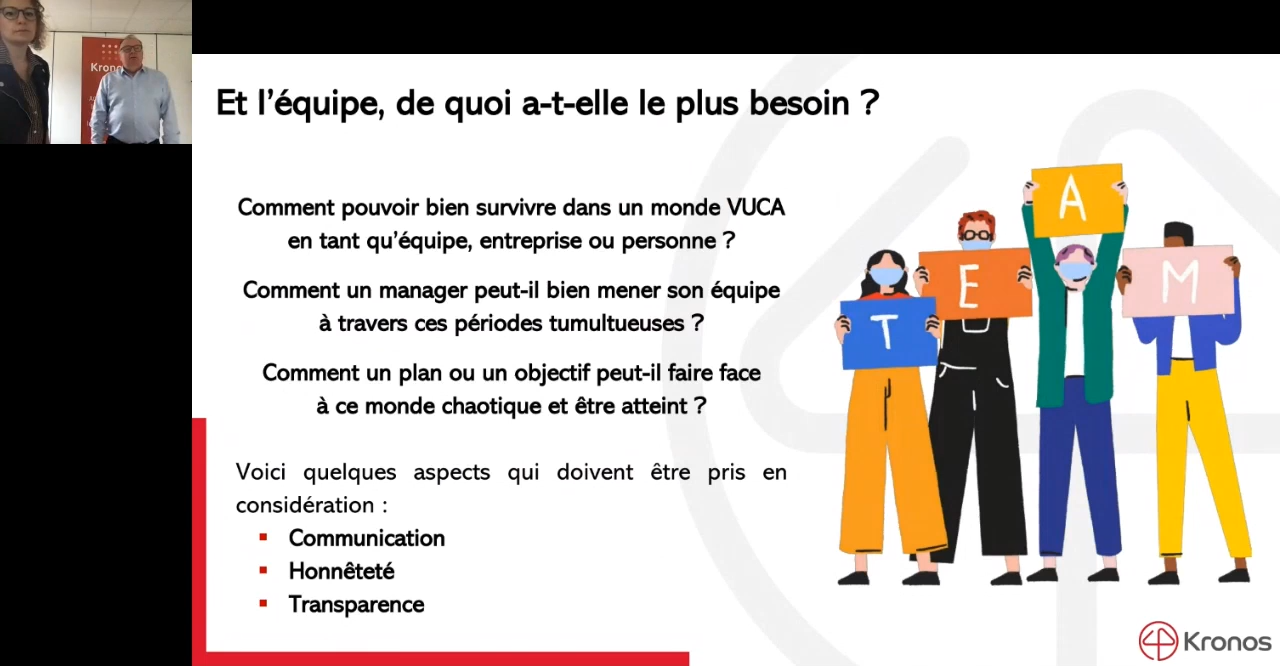 Krono
Et l'équipe, de quoi a-t-elle le plus besoin ?
Comment pouvoir bien survivre dans un monde VUCA
en tant qu'équipe, entreprise ou personne ?
Comment un manager peut-il bien mener son équipe
à travers ces périodes tumultueuses ?
Comment un plan ou un objectif peut-il faire face
à ce monde chaotique et être atteint ?
Voici quelques aspects qui doivent être pris en
considération :
Communication
Honnêteté
Transparence
T
E
A
M
Kronos